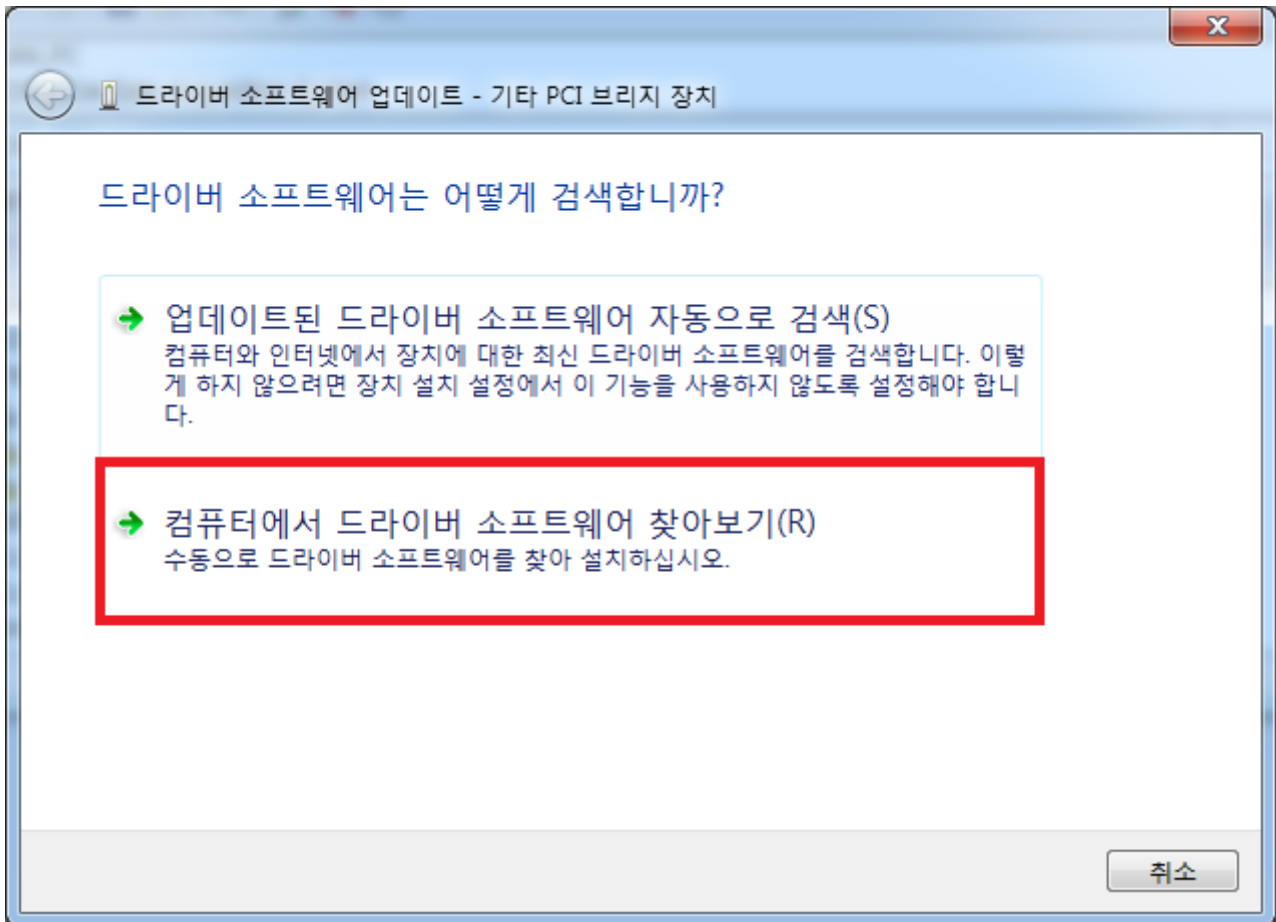 드라이버 소프트웨어 업데이트 - 기타 PCI 브리지 장치
드라이버 소프트웨어는 어떻게 검색합니까?
업데이트된 드라이버 소프트웨어 자동으로 검색(S)
컴퓨터와 인터넷에서 장치에 대한 최신 드라이버 소프트웨어를 검색합니다. 이렇
게 하지 않으려면 장치 설치 설정에서 이 기능을 사용하지 않도록 설정해야 합니
다.
컴퓨터에서 드라이버 소프트웨어 찾아보기(R)
수동으로 드라이버 소프트웨어를 찾아 설치하십시오.
취소